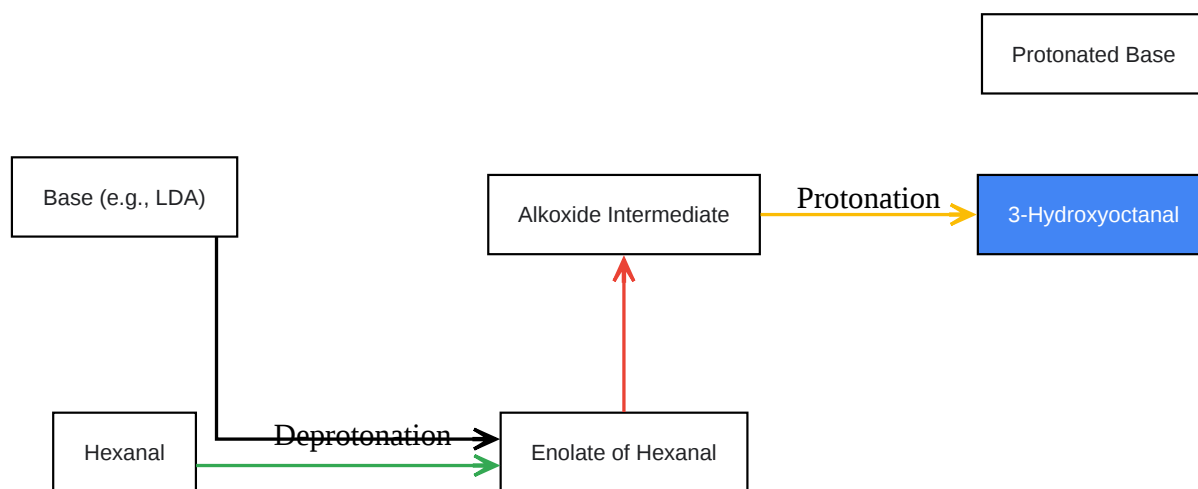 Protonated Base
Base (e.g., LDA)
Alkoxide Intermediate
Protonation
3-Hydroxyoctanal
Hexanal
Deprotonation
Enolate of Hexanal